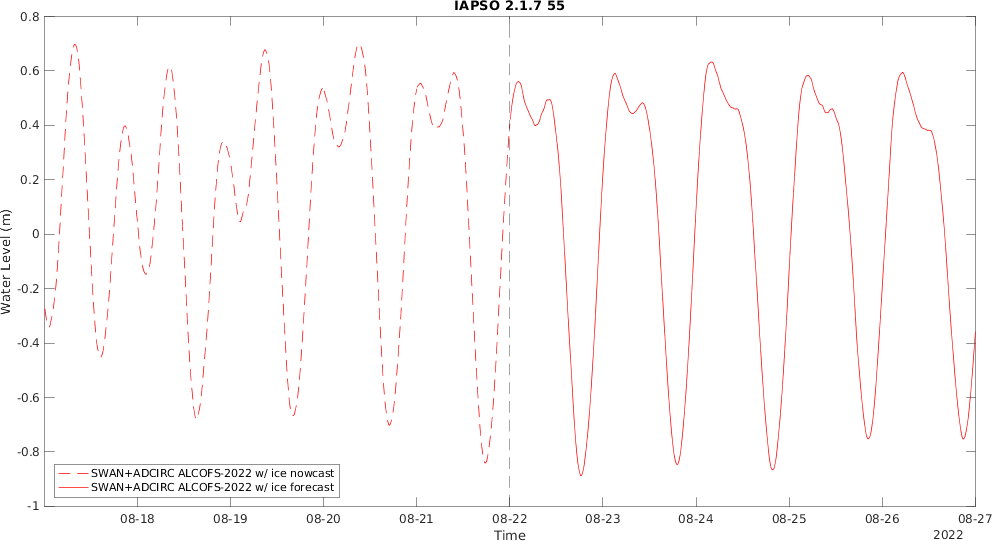 IAPSO 2.1.7 55
0.8
0.6
0.4
0.2
0
-0.2
-0.4
-0.6
-0.8
-1
Water Level (m)
SWAN+ADCIRC ALCOFS-2022 w/ ice nowcast
SWAN+ADCIRC ALCOFS-2022 w/ ice forecast
08-18 08-19 08-20 08-21 08-22 08-23 08-24 08-25 08-26 08-27
Time
2022